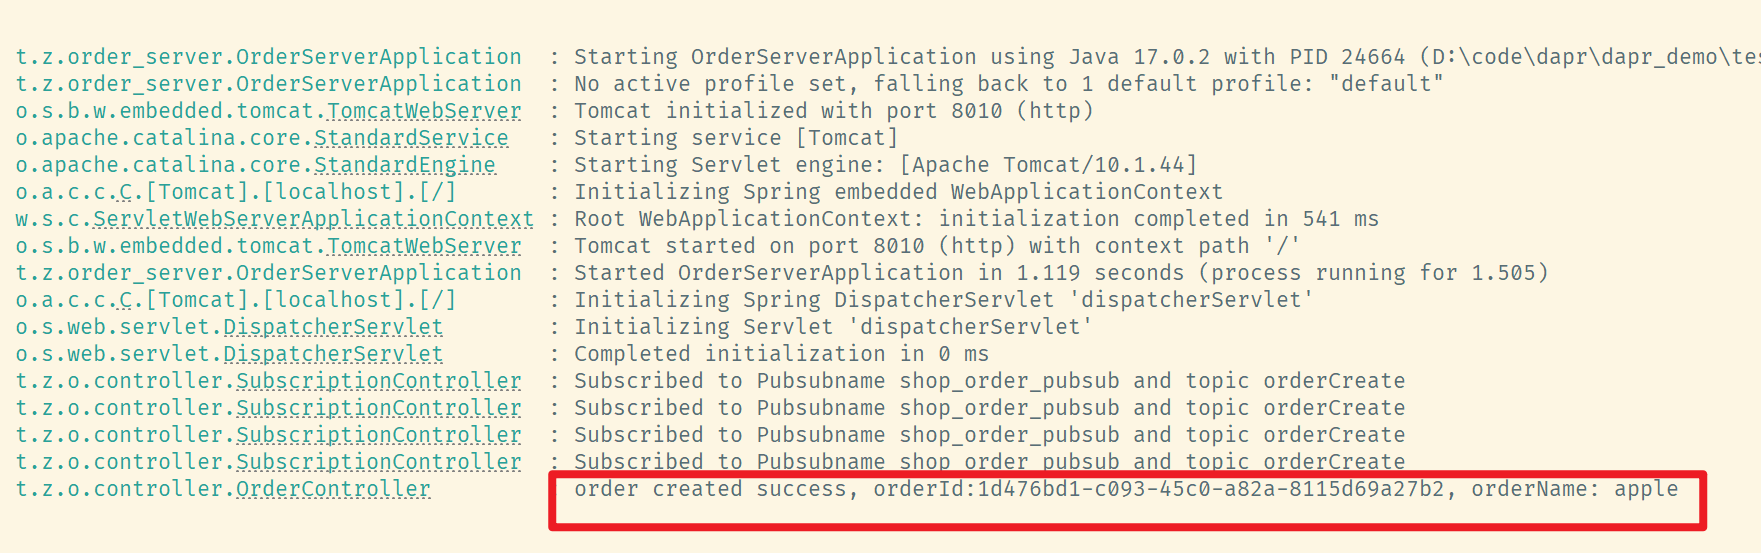 t.z.order_server.OrderServerApplication : Starting OrderServerApplication using Java 17.0.2 with PID 24664 (D:\code\dapr\dapr_demo\tes
t.z.order_server.OrderServerApplication : No active profile set, falling back to 1 default profile: "default"
o.s.b.w.embedded.tomcat.TomcatWebServer : Tomcat initialized with port 8010 (http)
o.apache.catalina.core.StandardService : Starting service [Tomcat]
o.apache.catalina.core.StandardEngine : Starting Servlet engine: [Apache Tomcat/10.1.44]
o.a.c.c.C.[Tomcat].[localhost].[/] : Initializing Spring embedded WebApplicationContext
w.s.c.ServletWebServerApplicationContext : Root WebApplicationContext: initialization completed in 541 ms
o.s.b.w.embedded.tomcat.TomcatWebServer : Tomcat started on port 8010 (http) with context path '/'
t.z.order_server.OrderServerApplication : Started OrderServerApplication in 1.119 seconds (process running for 1.505)
o.a.c.c.C.[Tomcat].[localhost].[/] : Initializing Spring DispatcherServlet 'dispatcherServlet'
o.s.web.servlet.DispatcherServlet : Initializing Servlet 'dispatcherServlet'
o.s.web.servlet.DispatcherServlet : Completed initialization in 0 ms
t.z.o.controller.SubscriptionController : Subscribed to Pubsubname shop_order_pubsub and topic orderCreate
t.z.o.controller.SubscriptionController : Subscribed to Pubsubname shop_order_pubsub and topic orderCreate
t.z.o.controller.SubscriptionController : Subscribed to Pubsubname shop_order_pubsub and topic orderCreate
t.z.o.controller.SubscriptionController : Subscribed to Pubsubname shop_order_pubsub and topic orderCreate
t.z.o.controller.OrderController order created success, orderId:1d476bd1-c093-45c0-a82a-8115d69a27b2, orderName: apple